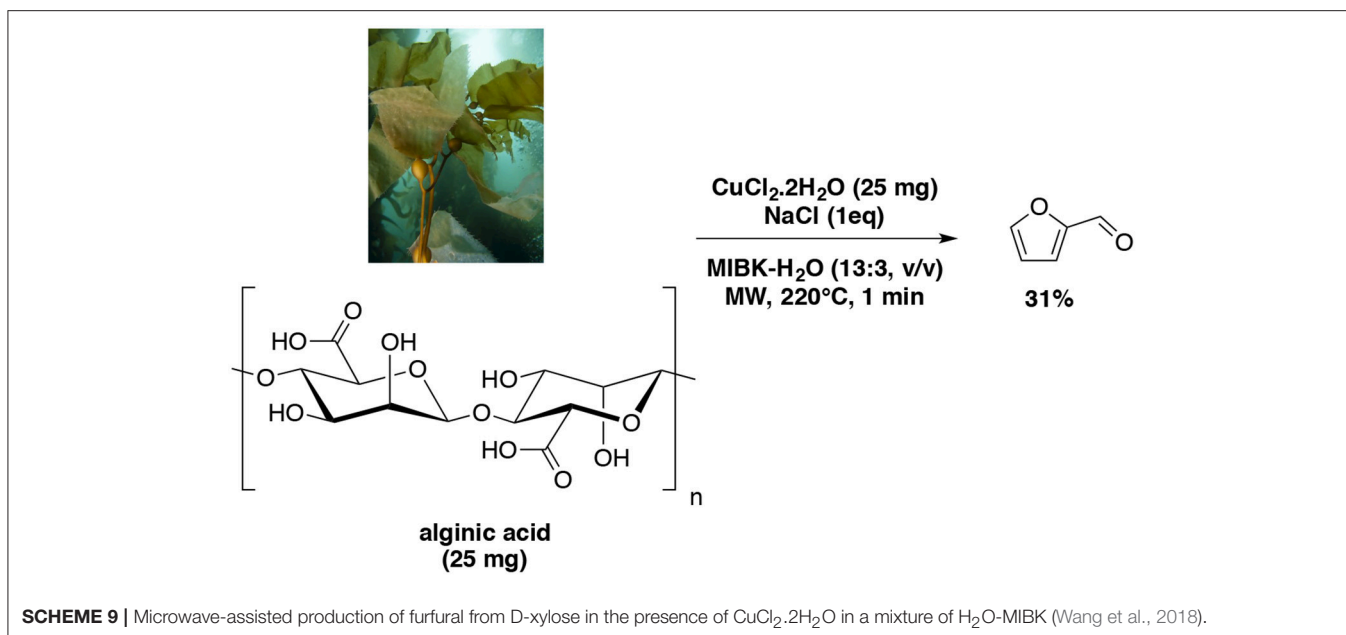 CuCl₂.2H₂O (25 mg)
NaCl (1eq)
MIBK-H₂O (13:3, v/v)
MW, 220°C, 1 min
O
O
31%
O
HO
OH
O
O
HO
O
HO
O
HO
O
OH
n
alginic acid
(25 mg)
SCHEME 9 | Microwave-assisted production of furfural from D-xylose in the presence of CuCl₂.2H₂O in a mixture of H₂O-MIBK (Wang et al., 2018).